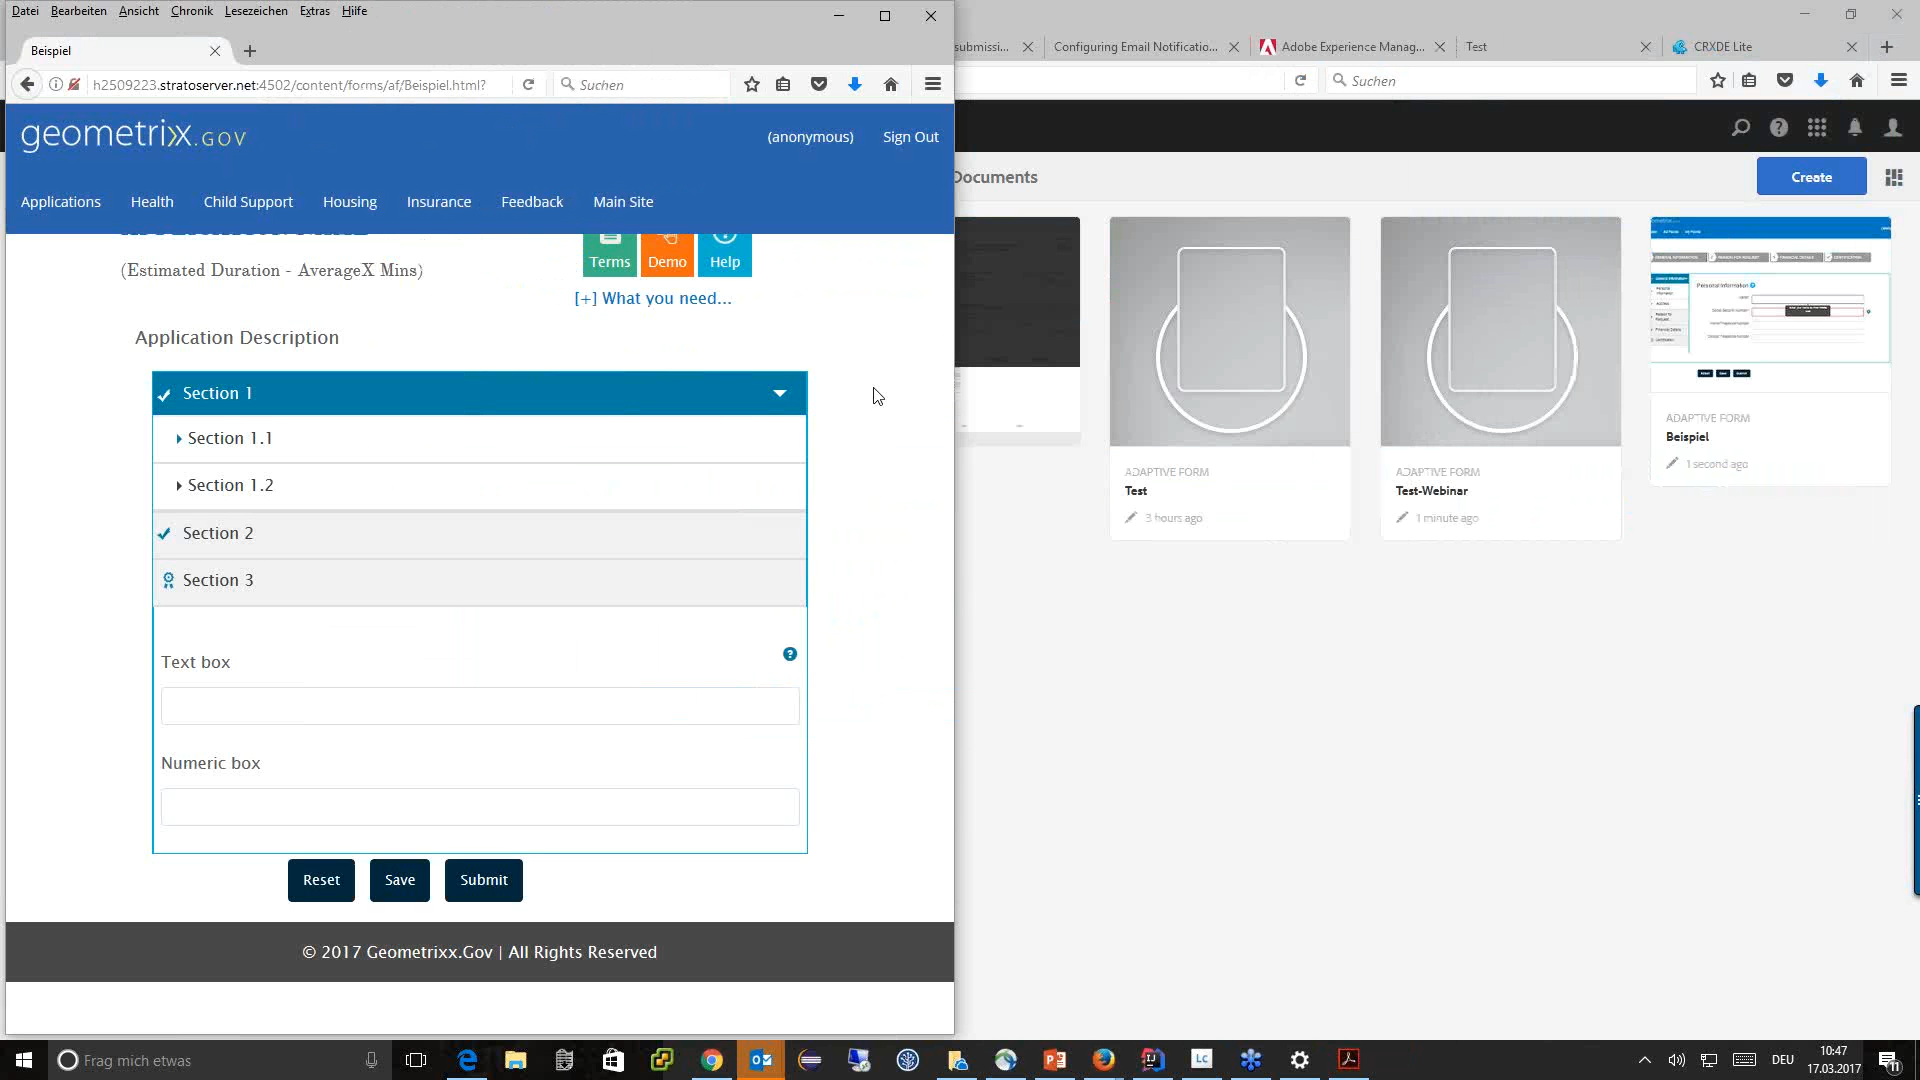 Datei Bearbeiten Ansicht Chronik Lesezeichen Extras Hilfe
Beispiel
submissi... Configuring Email Notificatio... Adobe Experience Manag... Test CRXDE Lite
h2509223.stratoserver.net:4502/content/forms/af/Beispiel.html?
Suchen
Suchen
geometrixx.GOV
(anonymous) Sign Out
Applications Health Child Support Housing Insurance Feedback Main Site
Documents
Create
Terms Demo Help
(Estimated Duration - AverageX Mins)
[+] What you need...
Application Description
Section 1
Section 1.1
Section 1.2
Section 2
Section 3
Text box
Numeric box
Reset Save Submit
© 2017 Geometrixx.Gov | All Rights Reserved
ADAPTIVE FORM
Test
3 hours ago
ADAPTIVE FORM
Test-Webinar
1 minute ago
Personal Information
ADAPTIVE FORM
Beispiel
1 second ago
Frag mich etwas
LC
DEU
10:47
17.03.2017
11